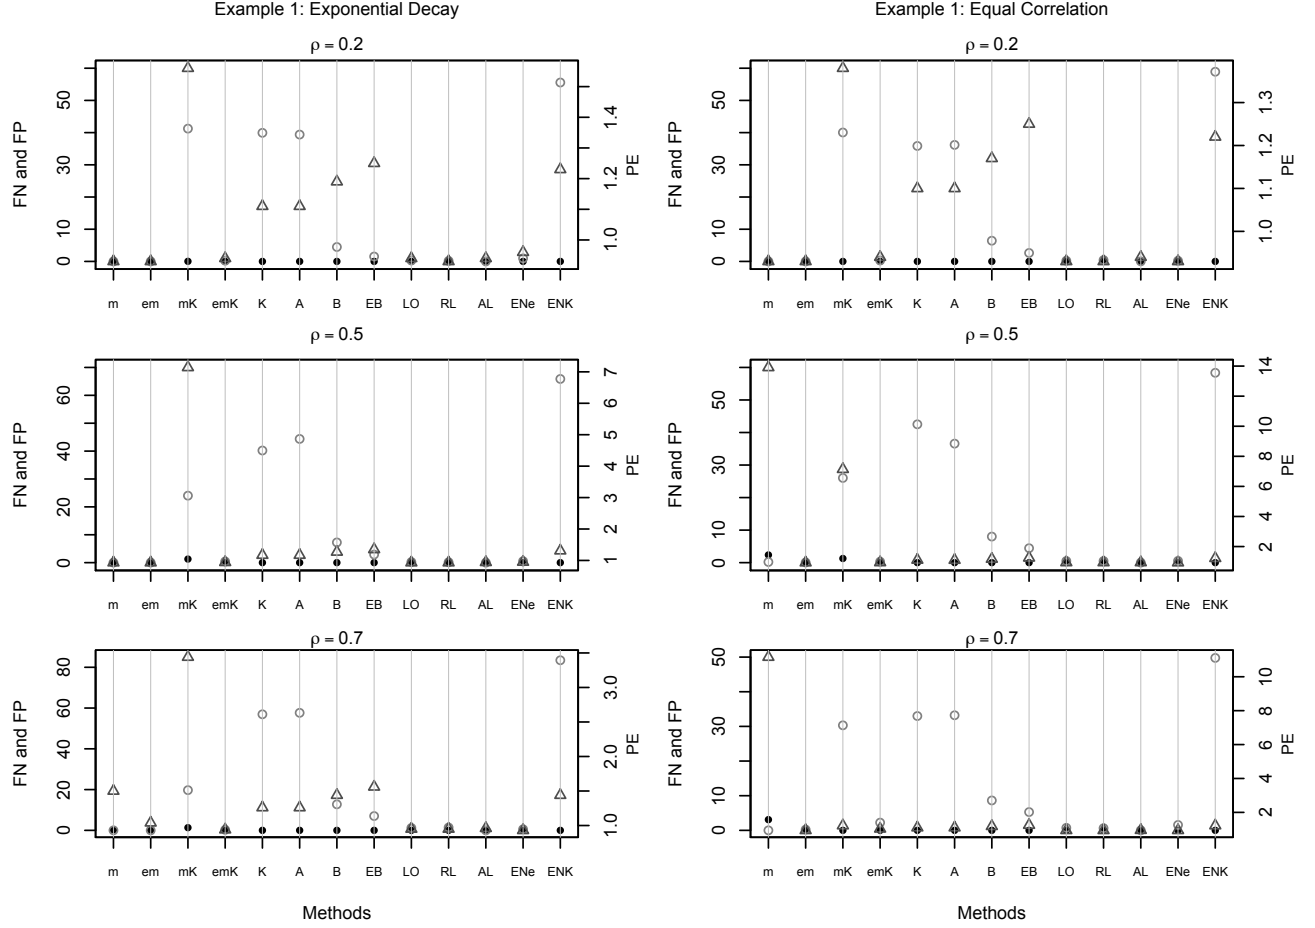 Example 1: Exponential Decay
ρ = 0.2
FN and FP
0 10 30 50
1.0 1.2 1.4
PE
m em mK emK K A B EB LO RL AL ENe ENK
ρ = 0.5
FN and FP
0 20 40 60
1 2 3 4 5 6 7
PE
m em mK emK K A B EB LO RL AL ENe ENK
ρ = 0.7
FN and FP
0 20 40 60 80
1.0 2.0 3.0
PE
m em mK emK K A B EB LO RL AL ENe ENK
Methods
Example 1: Equal Correlation
ρ = 0.2
FN and FP
0 10 30 50
1.0 1.1 1.2 1.3
PE
m em mK emK K A B EB LO RL AL ENe ENK
ρ = 0.5
FN and FP
0 10 30 50
2 4 6 8 10 14
PE
m em mK emK K A B EB LO RL AL ENe ENK
ρ = 0.7
FN and FP
0 10 30 50
2 4 6 8 10
PE
m em mK emK K A B EB LO RL AL ENe ENK
Methods